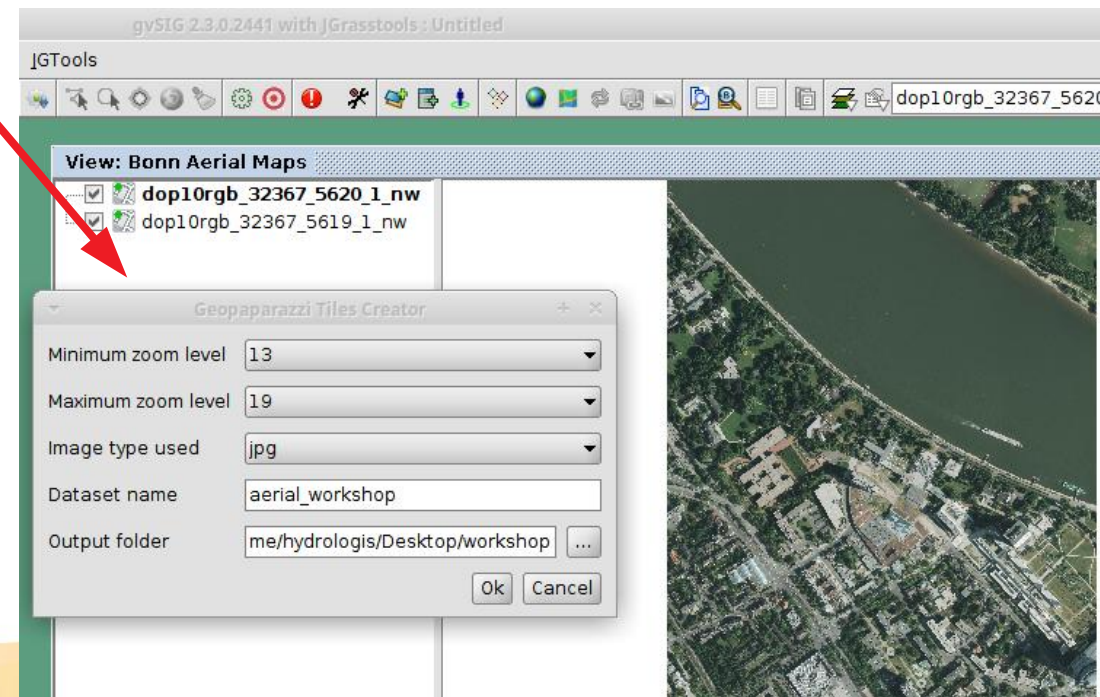 gvSIG 2.3.0.2441 with JGrasstools : Untitled
JGTools
dop10rgb_32367_5620
View: Bonn Aerial Maps
dop10rgb_32367_5620_1_nw
dop10rgb_32367_5619_1_nw
Geopaparazzi Tiles Creator
Minimum zoom level 13
Maximum zoom level 19
Image type used jpg
Dataset name aerial_workshop
Output folder me/hydrologis/Desktop/workshop ...
Ok Cancel